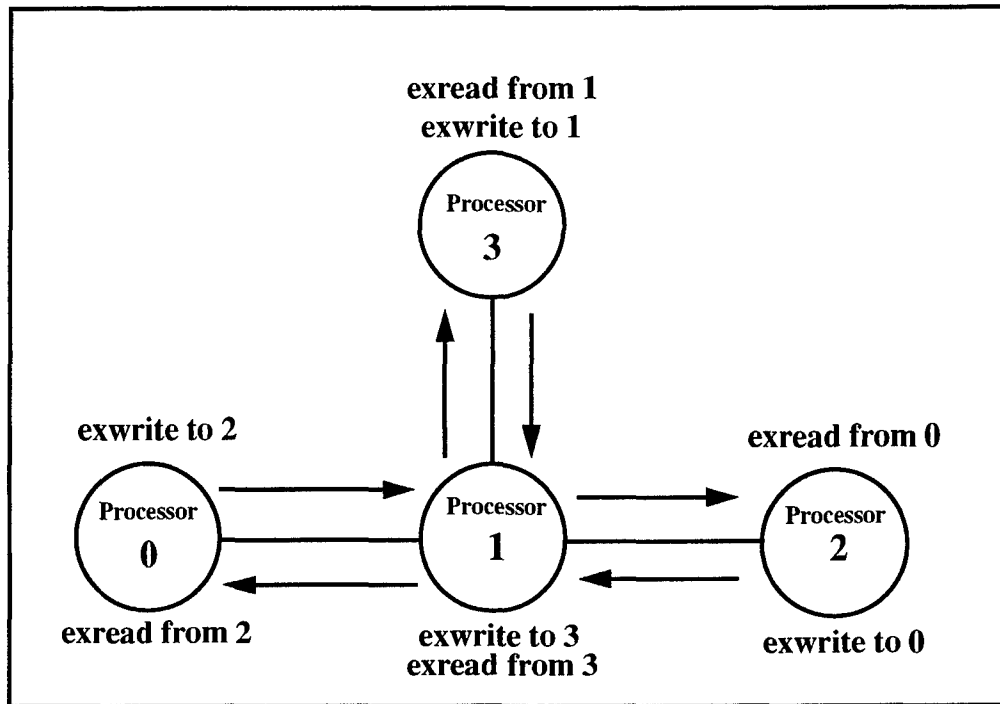 exread from 1
exwrite to 1
Processor
3
exwrite to 2
exread from 0
Processor
0
Processor
1
Processor
2
exread from 2
exwrite to 3
exread from 3
exwrite to 0